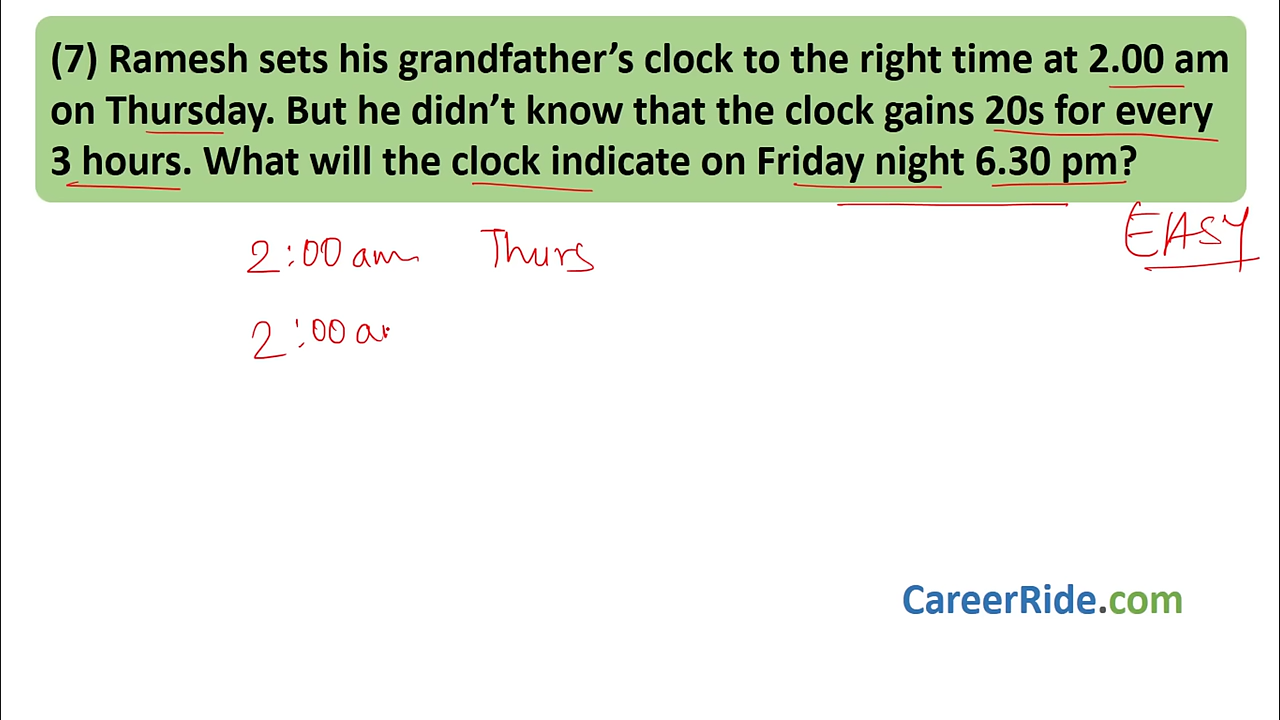 (7) Ramesh sets his grandfather’s clock to the right time at 2.00 am
on Thursday. But he didn’t know that the clock gains 20s for every
3 hours. What will the clock indicate on Friday night 6.30 pm?
EASY
2:00 am Thurs
2:00 a
CareerRide.com